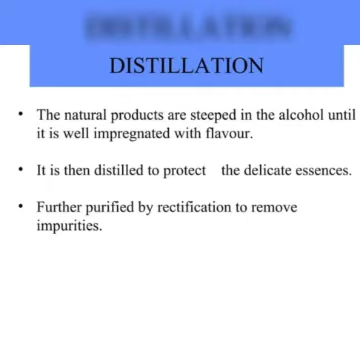 DISTILLATION
DISTILLATION
• The natural products are steeped in the alcohol until
it is well impregnated with flavour.
• It is then distilled to protect the delicate essences.
• Further purified by rectification to remove
impurities.